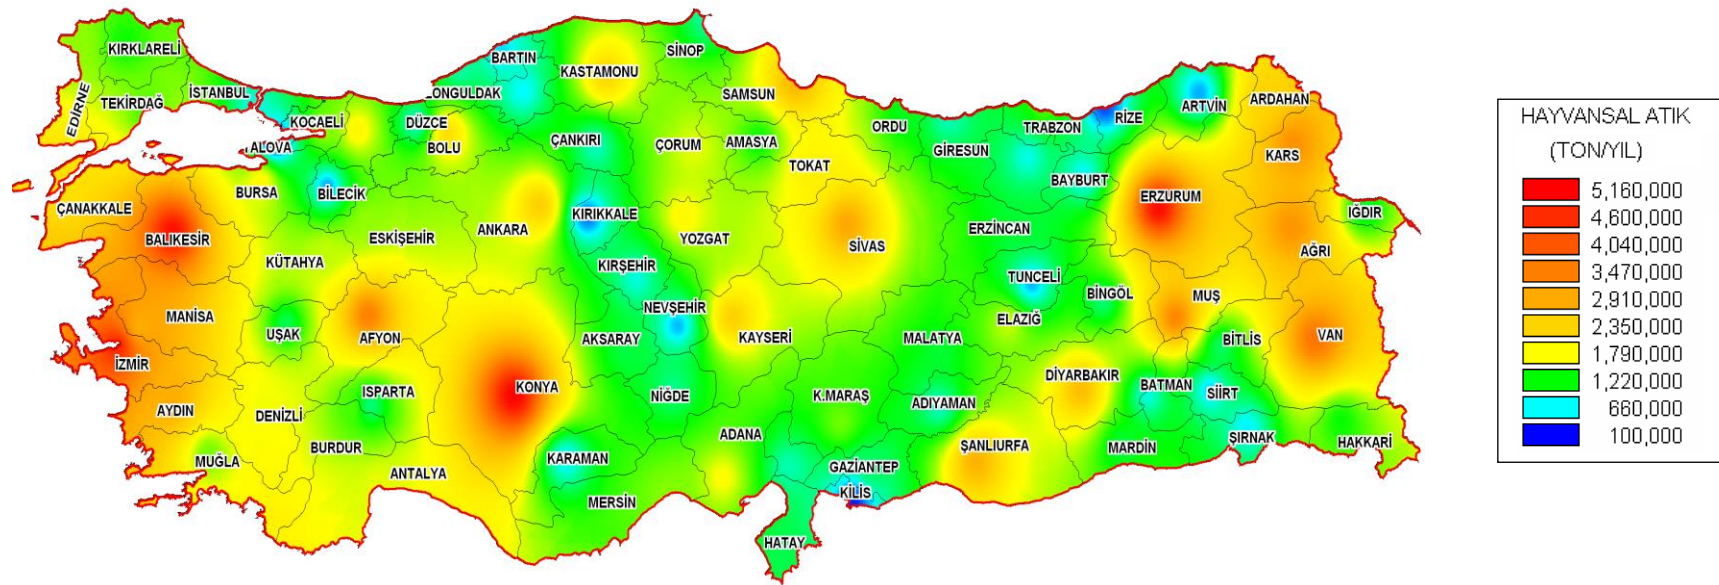 KIRKLARELİ
EDİRNE
TEKİRDAĞ
İSTANBUL
KOCAELİ
ALOVA
DÜZCE
BOLU
ZONGULDAK
BARTIN
KASTAMONU
SİNOP
SAMSUN
ÇANKIRI
ÇORUM
AMASYA
TOKAT
ORDU
GİRESUN
TRABZON
RİZE
ARTVİN
ARDAHAN
KARS
BAYBURT
ERZURUM
IĞDIR
AĞRI
ÇANAKKALE
BURSA
BİLECİK
BALIKESİR
ESKİŞEHİR
ANKARA
KIRIKKALE
YOZGAT
SİVAS
ERZİNCAN
KÜTAHYA
KIRŞEHİR
TUNCELİ
BİNGÖL
MUŞ
MANİSA
UŞAK
AFYON
NEVŞEHİR
AKSARAY
KAYSERİ
MALATYA
ELAZIĞ
BİTLİS
VAN
İZMİR
KONYA
ISPARTA
NİĞDE
K.MARAŞ
ADIYAMAN
DİYARBAKIR
BATMAN
SİİRT
AYDIN
DENİZLİ
BURDUR
MUĞLA
ANTALYA
KARAMAN
MERSİN
ADANA
GAZİANTEP
KİLİS
HATAY
ŞANLIURFA
MARDİN
ŞIRNAK
HAKKARİ
HAYVANSAL ATIK
(TON/YIL)
5,160,000
4,600,000
4,040,000
3,470,000
2,910,000
2,350,000
1,790,000
1,220,000
660,000
100,000